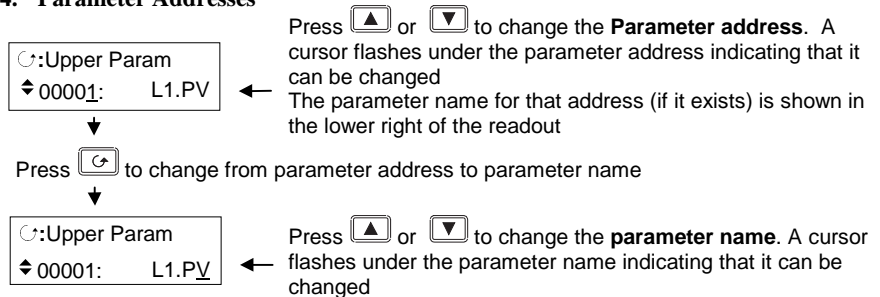 4. Parameter Addresses
Press ▲ or ▼ to change the Parameter address. A
cursor flashes under the parameter address indicating that it
can be changed
The parameter name for that address (if it exists) is shown in
the lower right of the readout
:Upper Param
00001: L1.PV
Press to change from parameter address to parameter name
:Upper Param
00001: L1.PV
Press ▲ or ▼ to change the parameter name. A cursor
flashes under the parameter name indicating that it can be
changed